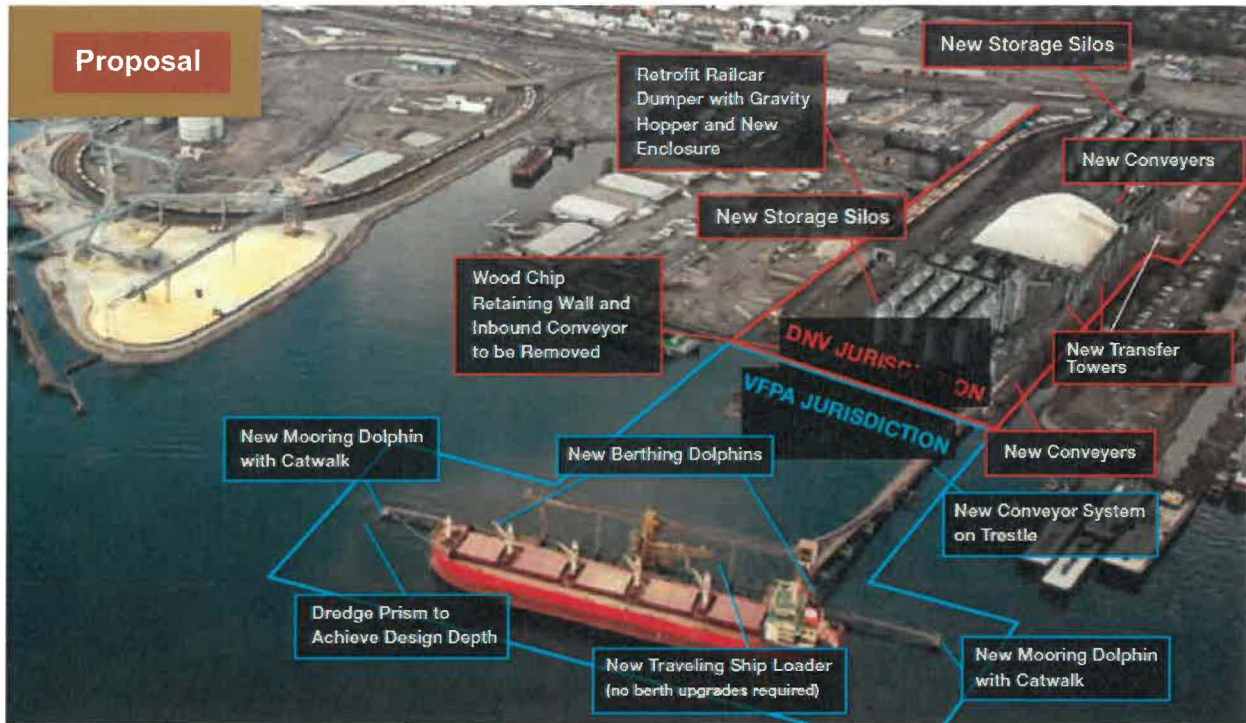 Proposal
New Storage Silos
Retrofit Railcar
Dumper with Gravity
Hopper and New
Enclosure
New Conveyers
New Storage Silos
Wood Chip
Retaining Wall and
Inbound Conveyor
to be Removed
DNV
VFPA JURISDICTION
New Transfer
Towers
New Mooring Dolphin
with Catwalk
New Berthing Dolphins
New Conveyers
New Conveyor System
on Trestle
Dredge Prism to
Achieve Design Depth
New Traveling Ship Loader
(no berth upgrades required)
New Mooring Dolphin
with Catwalk